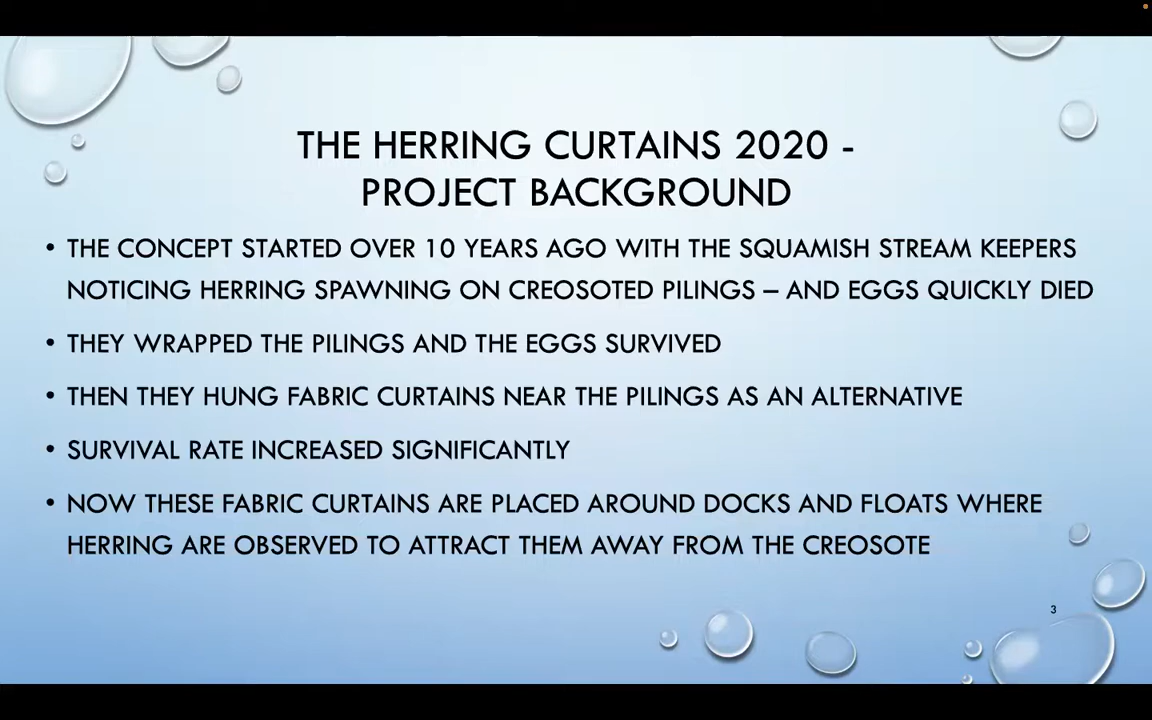 THE HERRING CURTAINS 2020 -
PROJECT BACKGROUND
• THE CONCEPT STARTED OVER 10 YEARS AGO WITH THE SQUAMISH STREAM KEEPERS
NOTICING HERRING SPAWNING ON CREOSOTED PILINGS – AND EGGS QUICKLY DIED
• THEY WRAPPED THE PILINGS AND THE EGGS SURVIVED
• THEN THEY HUNG FABRIC CURTAINS NEAR THE PILINGS AS AN ALTERNATIVE
• SURVIVAL RATE INCREASED SIGNIFICANTLY
• NOW THESE FABRIC CURTAINS ARE PLACED AROUND DOCKS AND FLOATS WHERE
HERRING ARE OBSERVED TO ATTRACT THEM AWAY FROM THE CREOSOTE
3